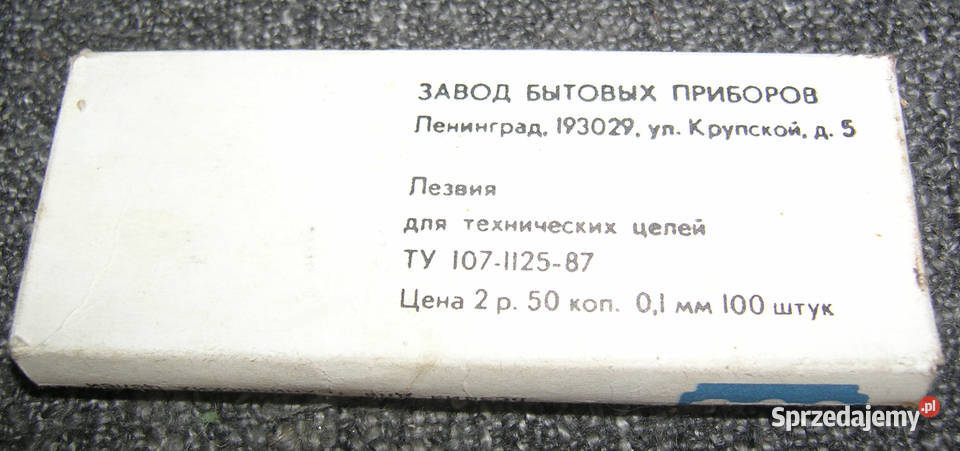 ЗАВОД БЫТОВЫХ ПРИБОРОВ
Ленинград, 193029, ул. Крупской, д. 5
Лезвия
для технических целей
ТУ 107-1125-87
Цена 2 р. 50 коп. 0,1 мм 100 штук
Sprzedajemy.pl